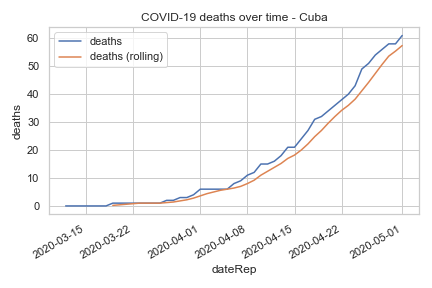 COVID-19 deaths over time - Cuba
deaths
deaths (rolling)
60
50
40
30
20
10
0
deaths
2020-03-15
2020-03-22
2020-04-01
2020-04-08
2020-04-15
2020-04-22
2020-05-01
dateRep